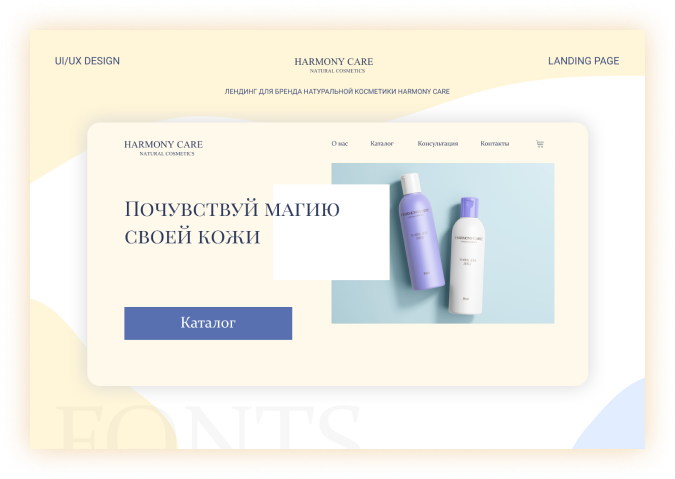 UI/UX DESIGN
HARMONY CARE
NATURAL COSMETICS
LANDING PAGE
ЛЕНДИНГ ДЛЯ БРЕНДА НАТУРАЛЬНОЙ КОСМЕТИКИ HARMONY CARE
HARMONY CARE
NATURAL COSMETICS
О нас
Каталог
Консультация
Контакты
Почувствуй магию
своей кожи
Каталог
HARMONY CARE
HARMONY CARE
FONTS